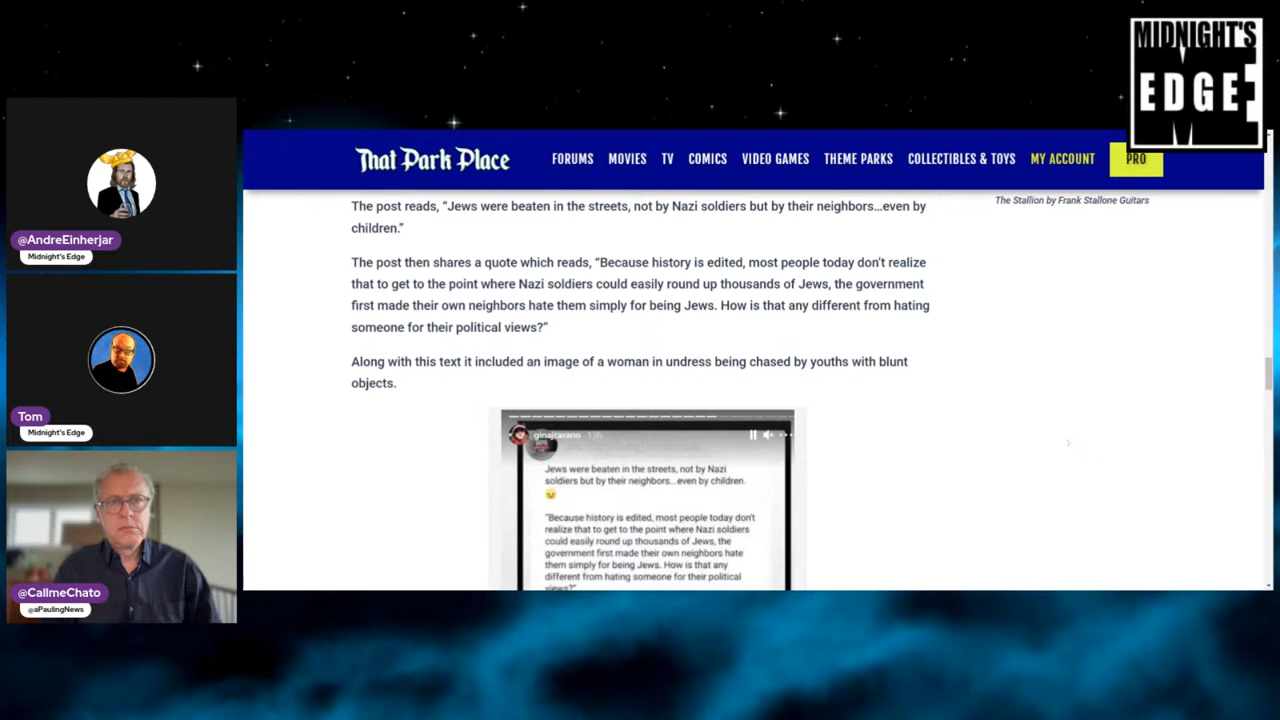 MIDNIGHT'S
EDGE
@AndreEinherjar
Midnight's Edge
Tom
Midnight's Edge
@CallmeChato
@aPaulingNews
That Park Place
FORUMS MOVIES TV COMICS VIDEO GAMES THEME PARKS COLLECTIBLES & TOYS MY ACCOUNT PRO
The Stallion by Frank Stallone Guitars
The post reads, “Jews were beaten in the streets, not by Nazi soldiers but by their neighbors…even by
children.”
The post then shares a quote which reads, “Because history is edited, most people today don’t realize
that to get to the point where Nazi soldiers could easily round up thousands of Jews, the government
first made their own neighbors hate them simply for being Jews. How is that any different from hating
someone for their political views?”
Along with this text it included an image of a woman in undress being chased by youths with blunt
objects.
ginajcarano 13h
Jews were beaten in the streets, not by Nazi
soldiers but by their neighbors...even by children.
"Because history is edited, most people today don't
realize that to get to the point where Nazi soldiers
could easily round up thousands of Jews, the
government first made their own neighbors hate
them simply for being Jews. How is that any
different from hating someone for their political
views?"